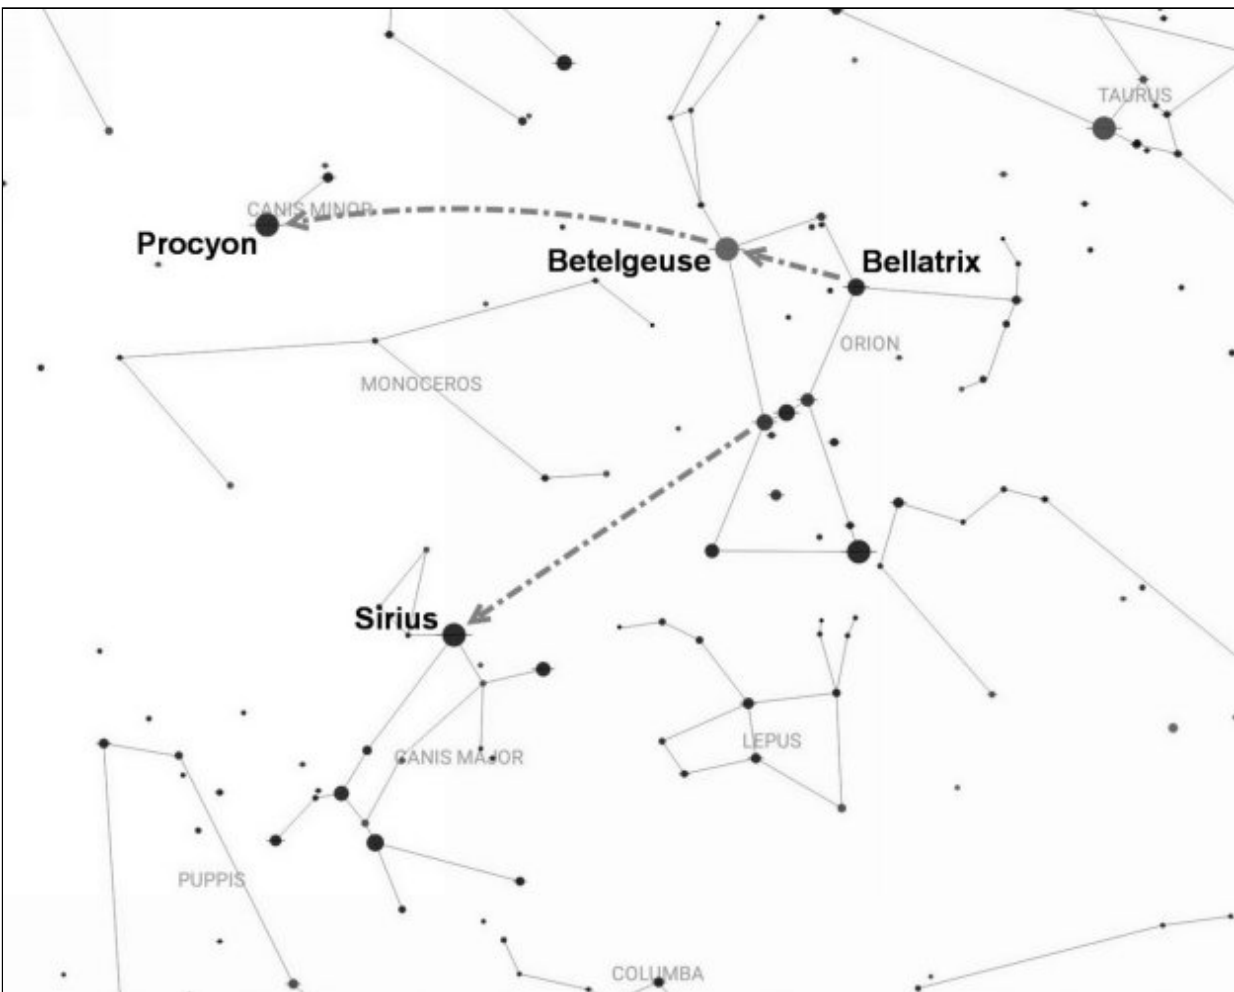 TAURUS
CANIS MINOR
Procyon
Betelgeuse
Bellatrix
ORION
MONOCEROS
Sirius
LEPUS
CANIS MAJOR
PUPPIS
COLUMBA